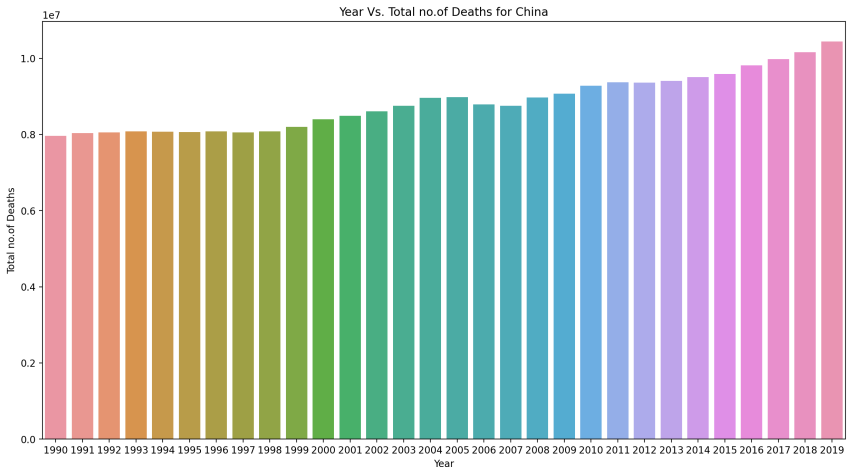 Year Vs. Total no.of Deaths for China
1e7
1.0
0.8
0.6
0.4
0.2
0.0
Total no.of Deaths
1990 1991 1992 1993 1994 1995 1996 1997 1998 1999 2000 2001 2002 2003 2004 2005 2006 2007 2008 2009 2010 2011 2012 2013 2014 2015 2016 2017 2018 2019
Year